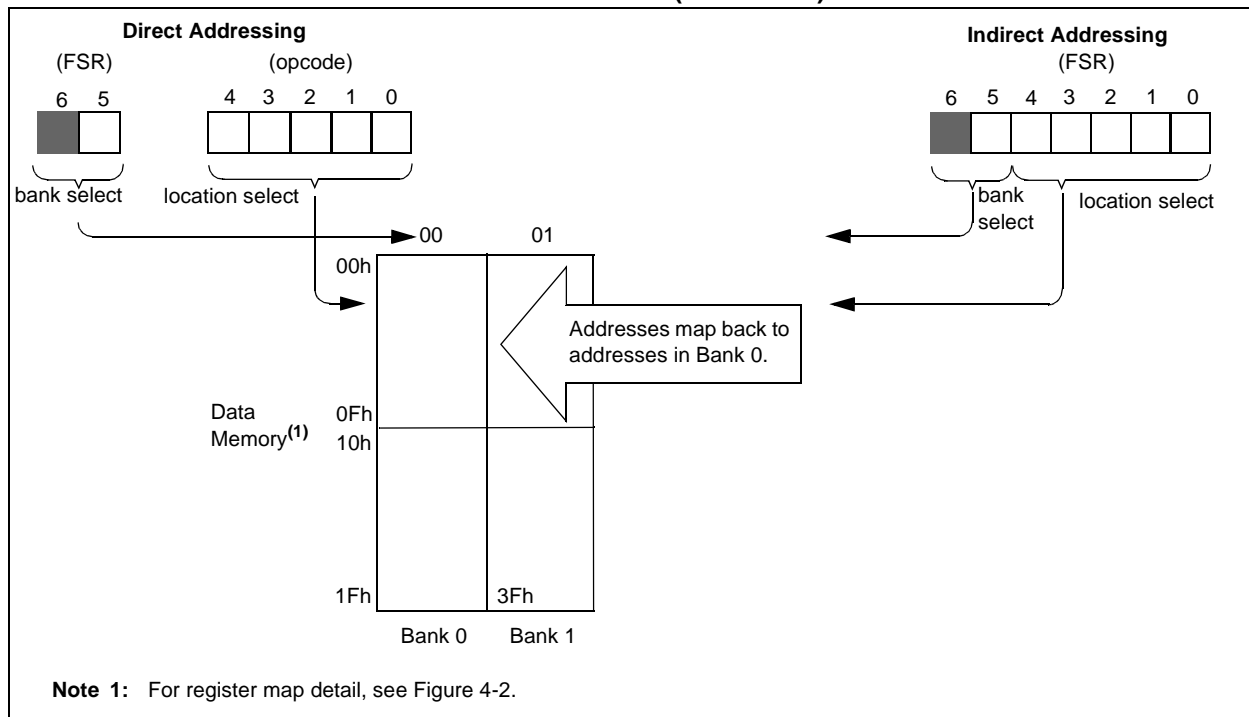 Direct Addressing
(FSR) (opcode)
6 5 4 3 2 1 0
bank select location select
Indirect Addressing
(FSR)
6 5 4 3 2 1 0
bank
select
location select
00 01
00h
Addresses map back to
addresses in Bank 0.
Data
Memory(1)
0Fh
10h
1Fh 3Fh
Bank 0 Bank 1
Note 1: For register map detail, see Figure 4-2.